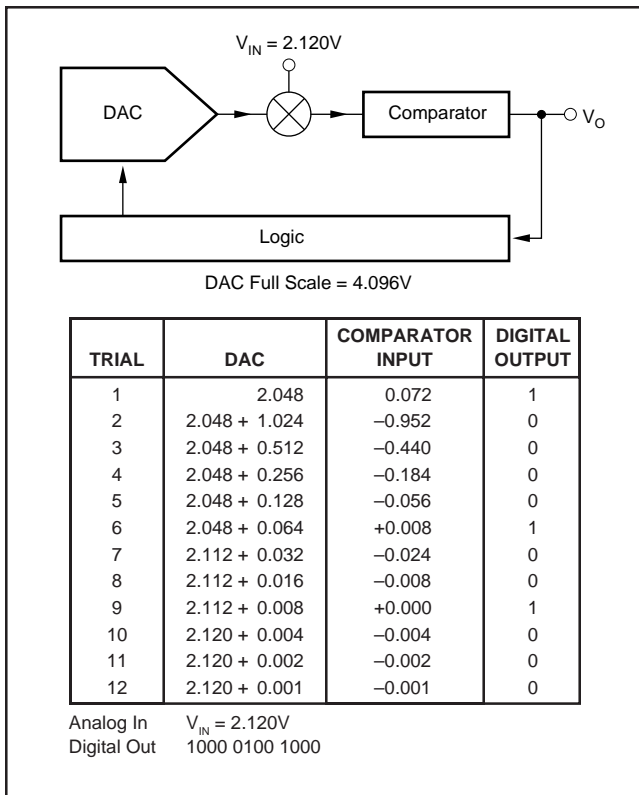 V_IN = 2.120V
DAC
Comparator
V_O
Logic
DAC Full Scale = 4.096V
TRIAL DAC COMPARATOR INPUT DIGITAL OUTPUT
1 2.048 0.072 1
2 2.048 + 1.024 –0.952 0
3 2.048 + 0.512 –0.440 0
4 2.048 + 0.256 –0.184 0
5 2.048 + 0.128 –0.056 0
6 2.048 + 0.064 +0.008 1
7 2.112 + 0.032 –0.024 0
8 2.112 + 0.016 –0.008 0
9 2.112 + 0.008 +0.000 1
10 2.120 + 0.004 –0.004 0
11 2.120 + 0.002 –0.002 0
12 2.120 + 0.001 –0.001 0
Analog In V_IN = 2.120V
Digital Out 1000 0100 1000